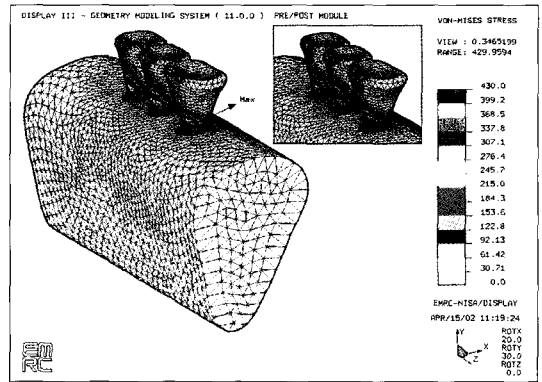 DISPLAY III - GEOMETRY MODELING SYSTEM ( 11.0.0 ) PRE/POST MODULE
VON-MISES STRESS
VIEW : 0.3465199
RANGE: 429.9594
Max
430.0
399.2
368.5
337.8
307.1
276.4
245.7
215.0
184.3
153.6
122.8
92.13
61.42
30.71
0.0
EMRC-NISA/DISPLAY
APR/15/02 11:19:24
Y
X
Z
ROTX
20.0
ROTY
30.0
ROTZ
0.0
EMRC